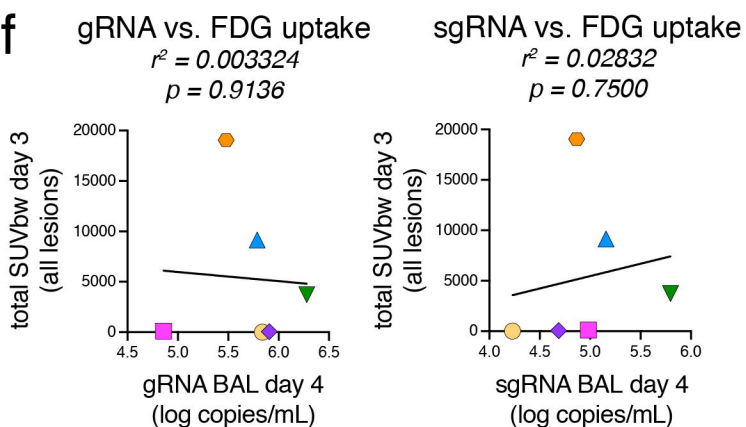 f
gRNA vs. FDG uptake
r² = 0.003324
p = 0.9136
total SUVbw day 3
(all lesions)
20000
15000
10000
5000
0
4.5 5.0 5.5 6.0 6.5
gRNA BAL day 4
(log copies/mL)
sgRNA vs. FDG uptake
r² = 0.02832
p = 0.7500
total SUVbw day 3
(all lesions)
20000
15000
10000
5000
0
4.0 4.5 5.0 5.5 6.0
sgRNA BAL day 4
(log copies/mL)